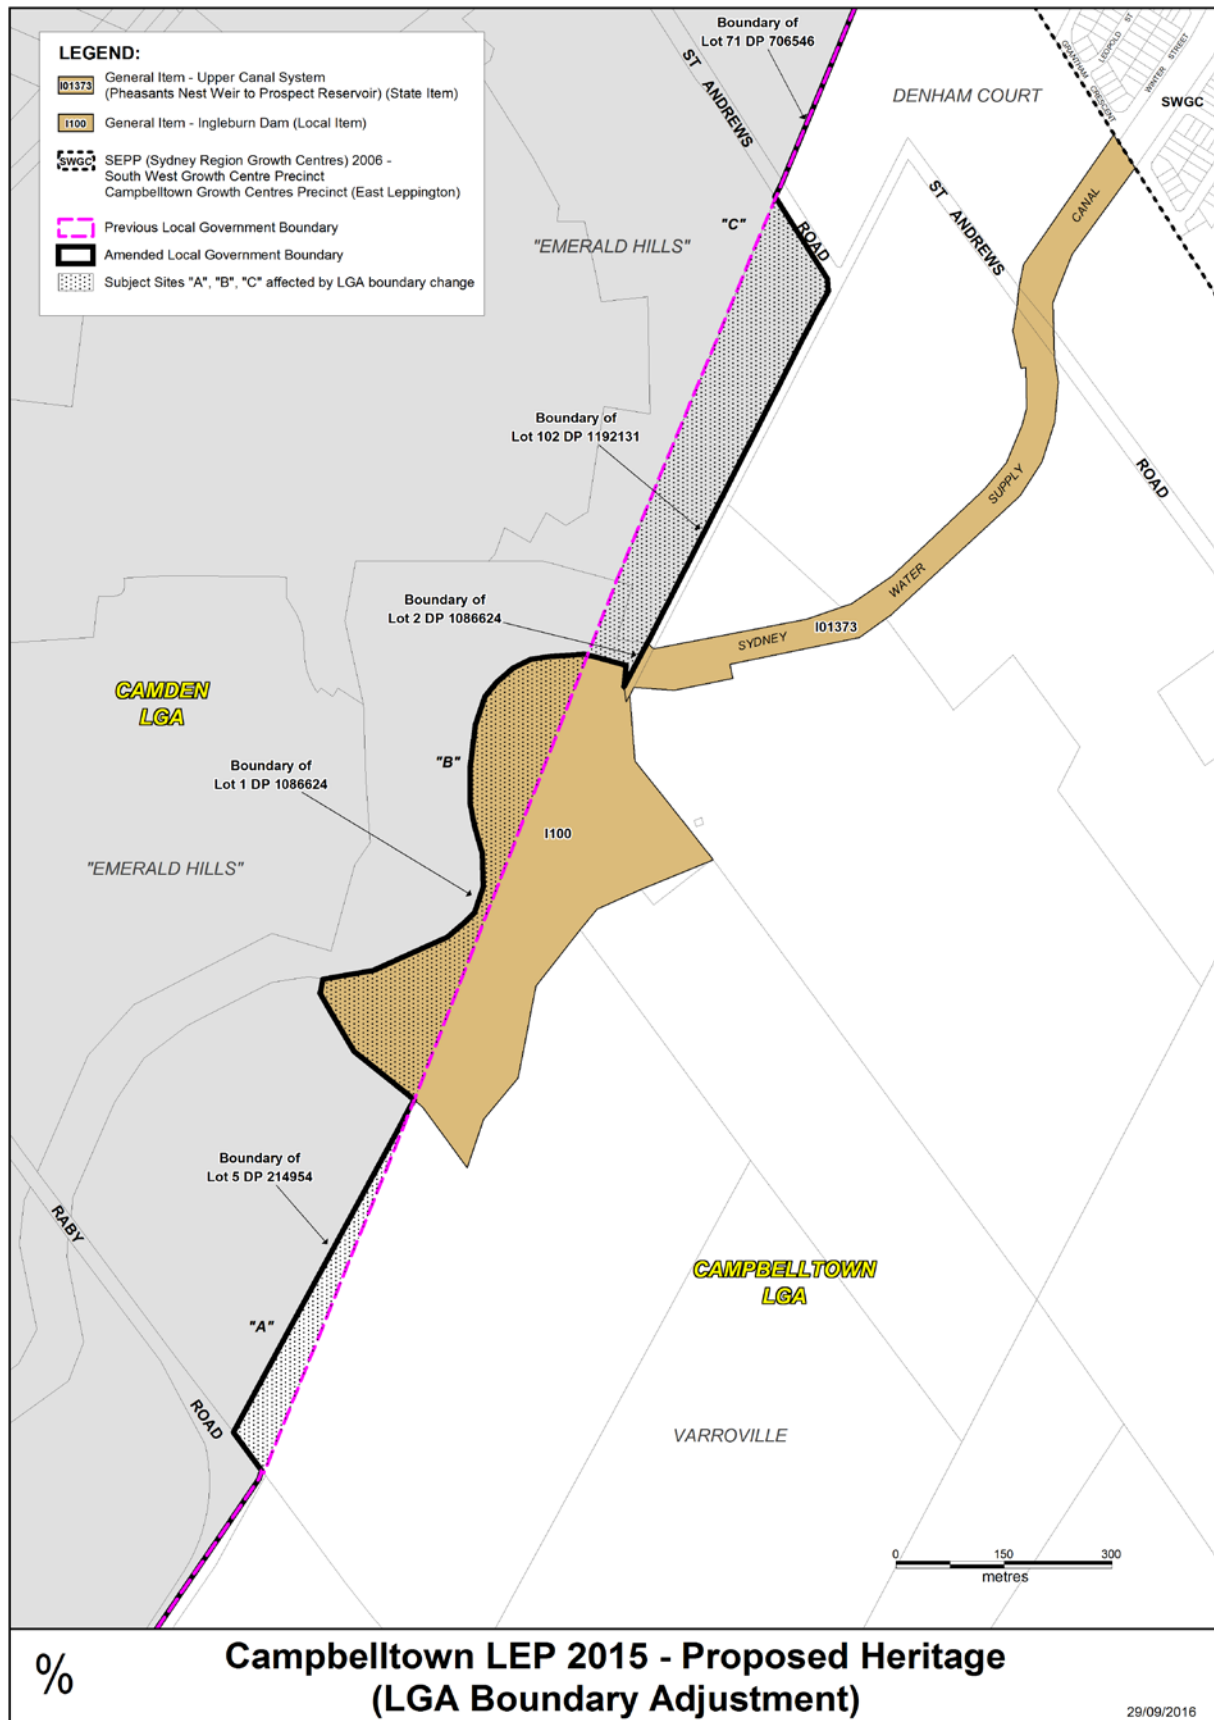 LEGEND:
I01373
General Item - Upper Canal System
(Pheasants Nest Weir to Prospect Reservoir) (State Item)
I100
General Item - Ingleburn Dam (Local Item)
SWGC
SEPP (Sydney Region Growth Centres) 2006 -
South West Growth Centre Precinct
Campbelltown Growth Centres Precinct (East Leppington)
Previous Local Government Boundary
Amended Local Government Boundary
Subject Sites "A", "B", "C" affected by LGA boundary change
Boundary of
Lot 71 DP 706546
ST ANDREWS
ROAD
DENHAM COURT
GRANTHAM
CRESCENT
LEOPOLD ST
WINTER STREET
SWGC
ST ANDREWS
ROAD
CANAL
"C"
"EMERALD HILLS"
Boundary of
Lot 102 DP 1192131
SUPPLY
WATER
SYDNEY
I01373
Boundary of
Lot 2 DP 1086624
CAMDEN
LGA
"B"
Boundary of
Lot 1 DP 1086624
I100
"EMERALD HILLS"
Boundary of
Lot 5 DP 214954
RABY
ROAD
"A"
CAMPBELLTOWN
LGA
VARROVILLE
0 150 300
metres
%
Campbelltown LEP 2015 - Proposed Heritage
(LGA Boundary Adjustment)
29/09/2016